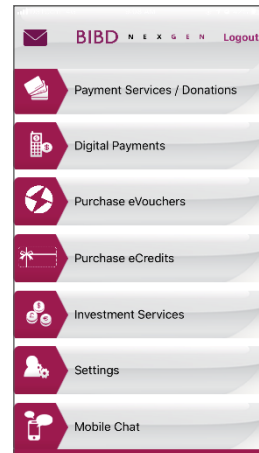 BIBD NEXGEN Logout
Payment Services / Donations
Digital Payments
Purchase eVouchers
Purchase eCredits
Investment Services
Settings
Mobile Chat